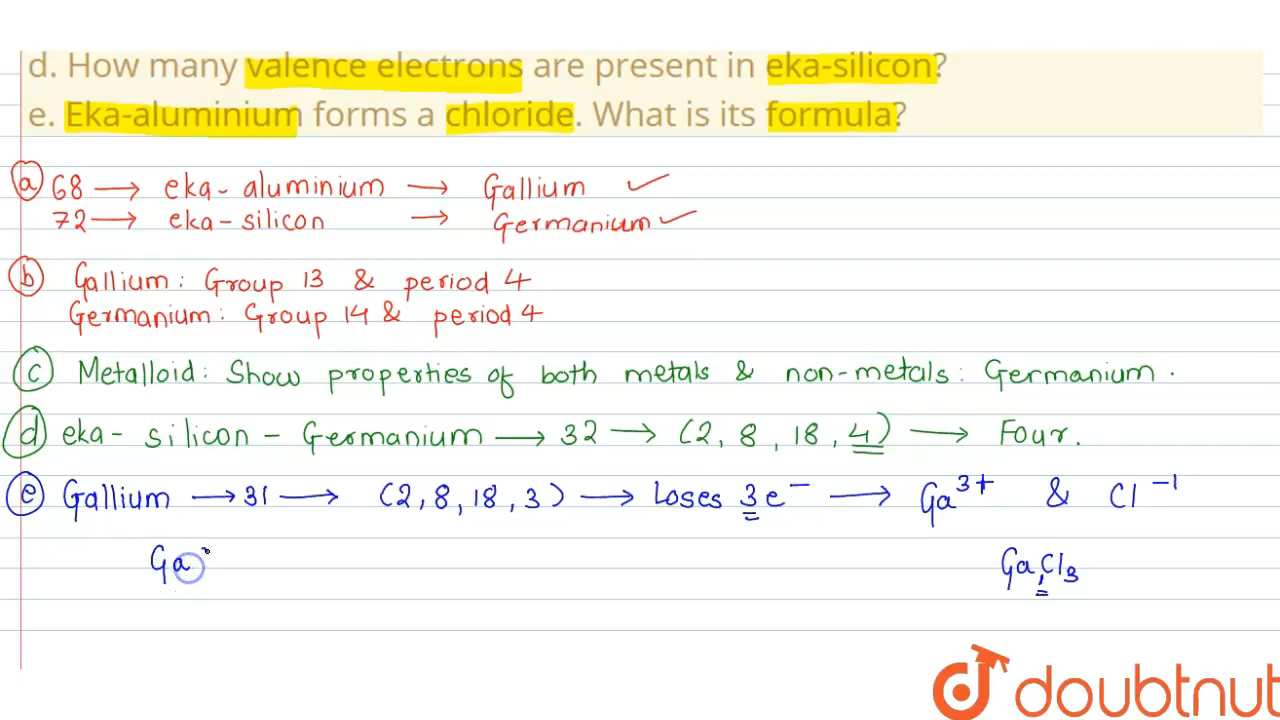 d. How many valence electrons are present in eka-silicon?
e. Eka-aluminium forms a chloride. What is its formula?
a 68 → eka-aluminium → Gallium ✓
72 → eka-silicon → Germanium ✓
b Gallium: Group 13 & period 4
Germanium: Group 14 & period 4
c Metalloid: Show properties of both metals & non-metals: Germanium.
d eka-silicon - Germanium → 32 → (2, 8, 18, 4) → Four.
e Gallium → 31 → (2, 8, 18, 3) → Loses 3e⁻ → Ga³⁺ & Cl⁻¹
Ga Ga₁Cl₃
doubtnut